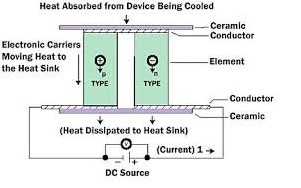 Heat Absorbed from Device Being Cooled
Ceramic
Conductor
Electronic Carriers
Moving Heat to
the Heat Sink
+
p
TYPE
−
n
TYPE
Element
Conductor
Ceramic
(Heat Dissipated to Heat Sink)
V
− +
(Current) 1
DC Source